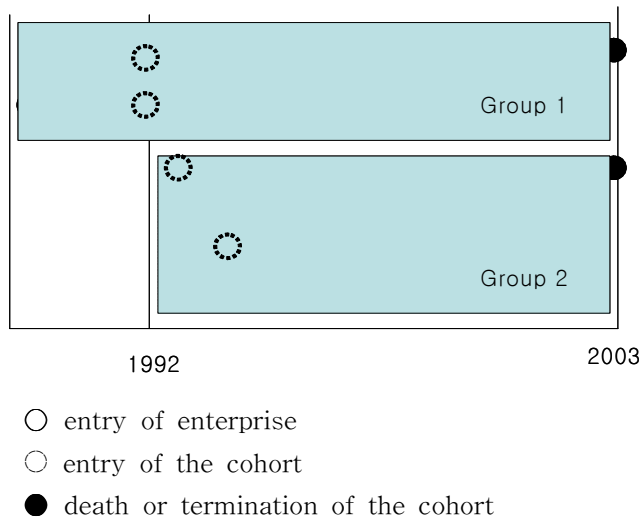 Group 1
Group 2
1992
2003
entry of enterprise
entry of the cohort
death or termination of the cohort